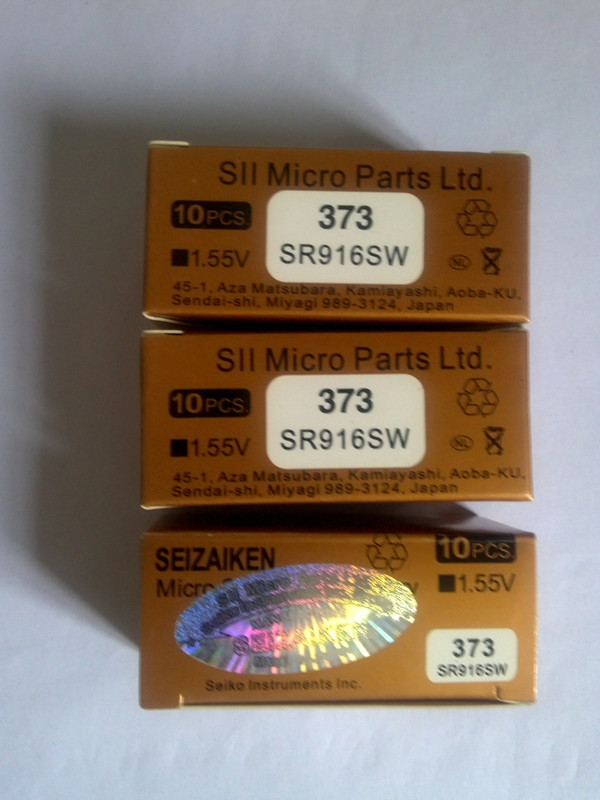 SII Micro Parts Ltd.
10PCS.
373
1.55V
SR916SW
NL
45-1, Aza Matsubara, Kamiayashi, Aoba-KU,
Sendai-shi, Miyagi 989-3124, Japan
SII Micro Parts Ltd.
10PCS.
373
1.55V
SR916SW
NL
45-1, Aza Matsubara, Kamiayashi, Aoba-KU,
Sendai-shi, Miyagi 989-3124, Japan
SEIZAIKEN
10PCS.
Micro
1.55V
373
SR916SW
Seiko Instruments Inc.